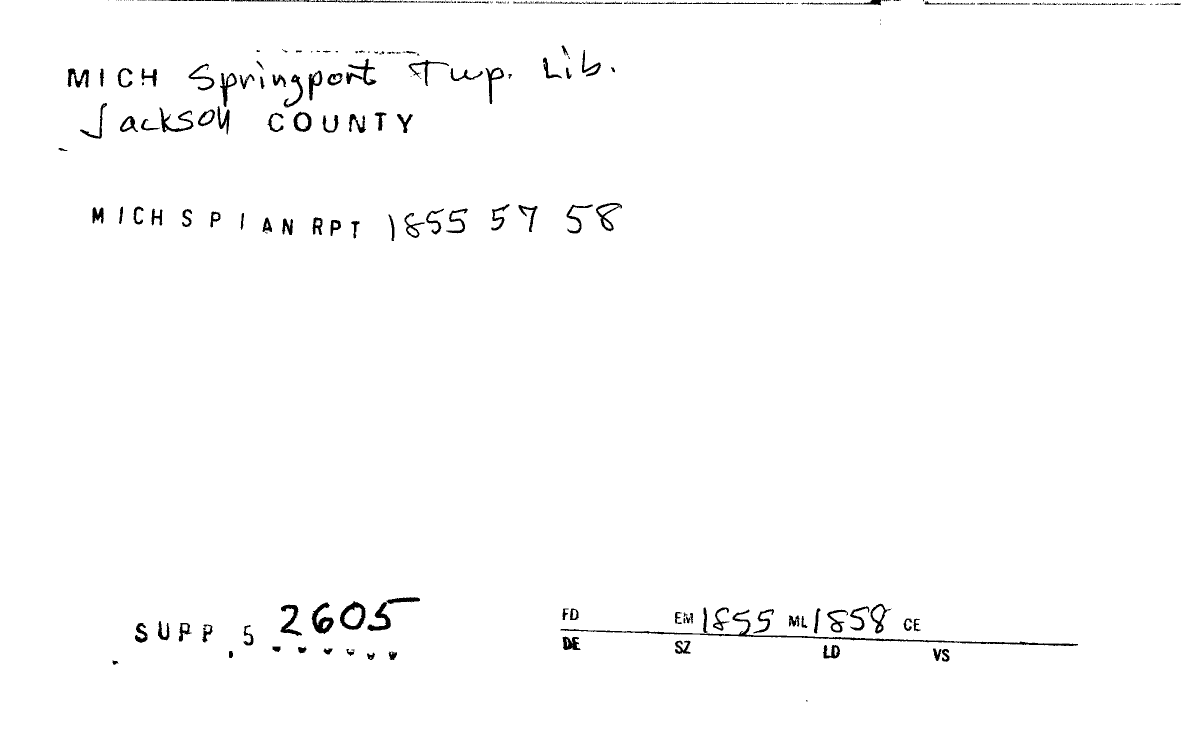 MICH Springport Twp. Lib.
Jackson COUNTY
MICH S P I AN RPT 1855 57 58
SUPP 5 2605
FD EM 1855 ML 1858 CE
DE SZ LD VS